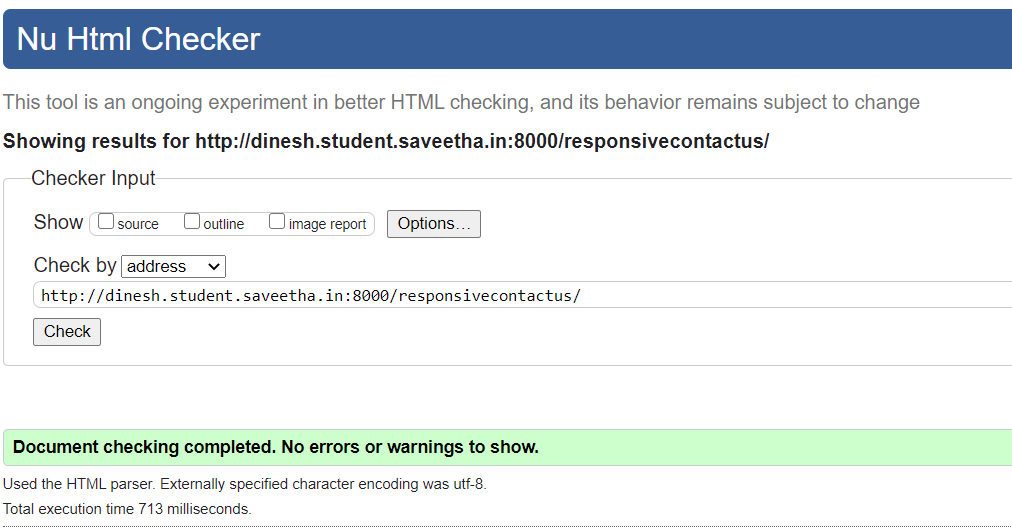 Nu Html Checker
This tool is an ongoing experiment in better HTML checking, and its behavior remains subject to change
Showing results for http://dinesh.student.saveetha.in:8000/responsivecontactus/
Checker Input
Show source outline image report Options…
Check by address
http://dinesh.student.saveetha.in:8000/responsivecontactus/
Check
Document checking completed. No errors or warnings to show.
Used the HTML parser. Externally specified character encoding was utf-8.
Total execution time 713 milliseconds.